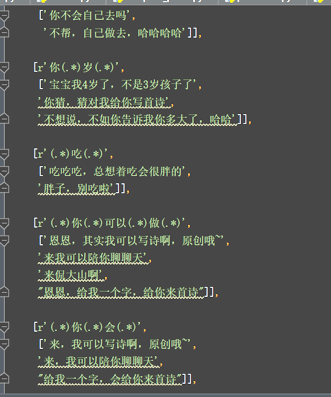 ['你不会自己去吗',
'不帮，自己做去，哈哈哈哈']],
[r'你(.*)岁(.*)',
['宝宝我4岁了，不是3岁孩子了',
'你猜，猜对我给你写首诗',
'不想说，不如你告诉我你多大了，哈哈']],
[r'(.*)吃(.*)',
['吃吃吃，总想着吃会很胖的',
'胖子，别吃啦']],
[r'(.*)你(.*)可以(.*)做(.*)',
['恩恩，其实我可以写诗啊，原创哦~',
'来我可以陪你聊聊天',
'来侃大山啊',
"恩恩，给我一个字，给你来首诗"]],
[r'(.*)你(.*)会(.*)',
['来，我可以写诗啊，原创哦~',
'来，我可以陪你聊聊天',
"给我一个字，会给你来首诗"]],